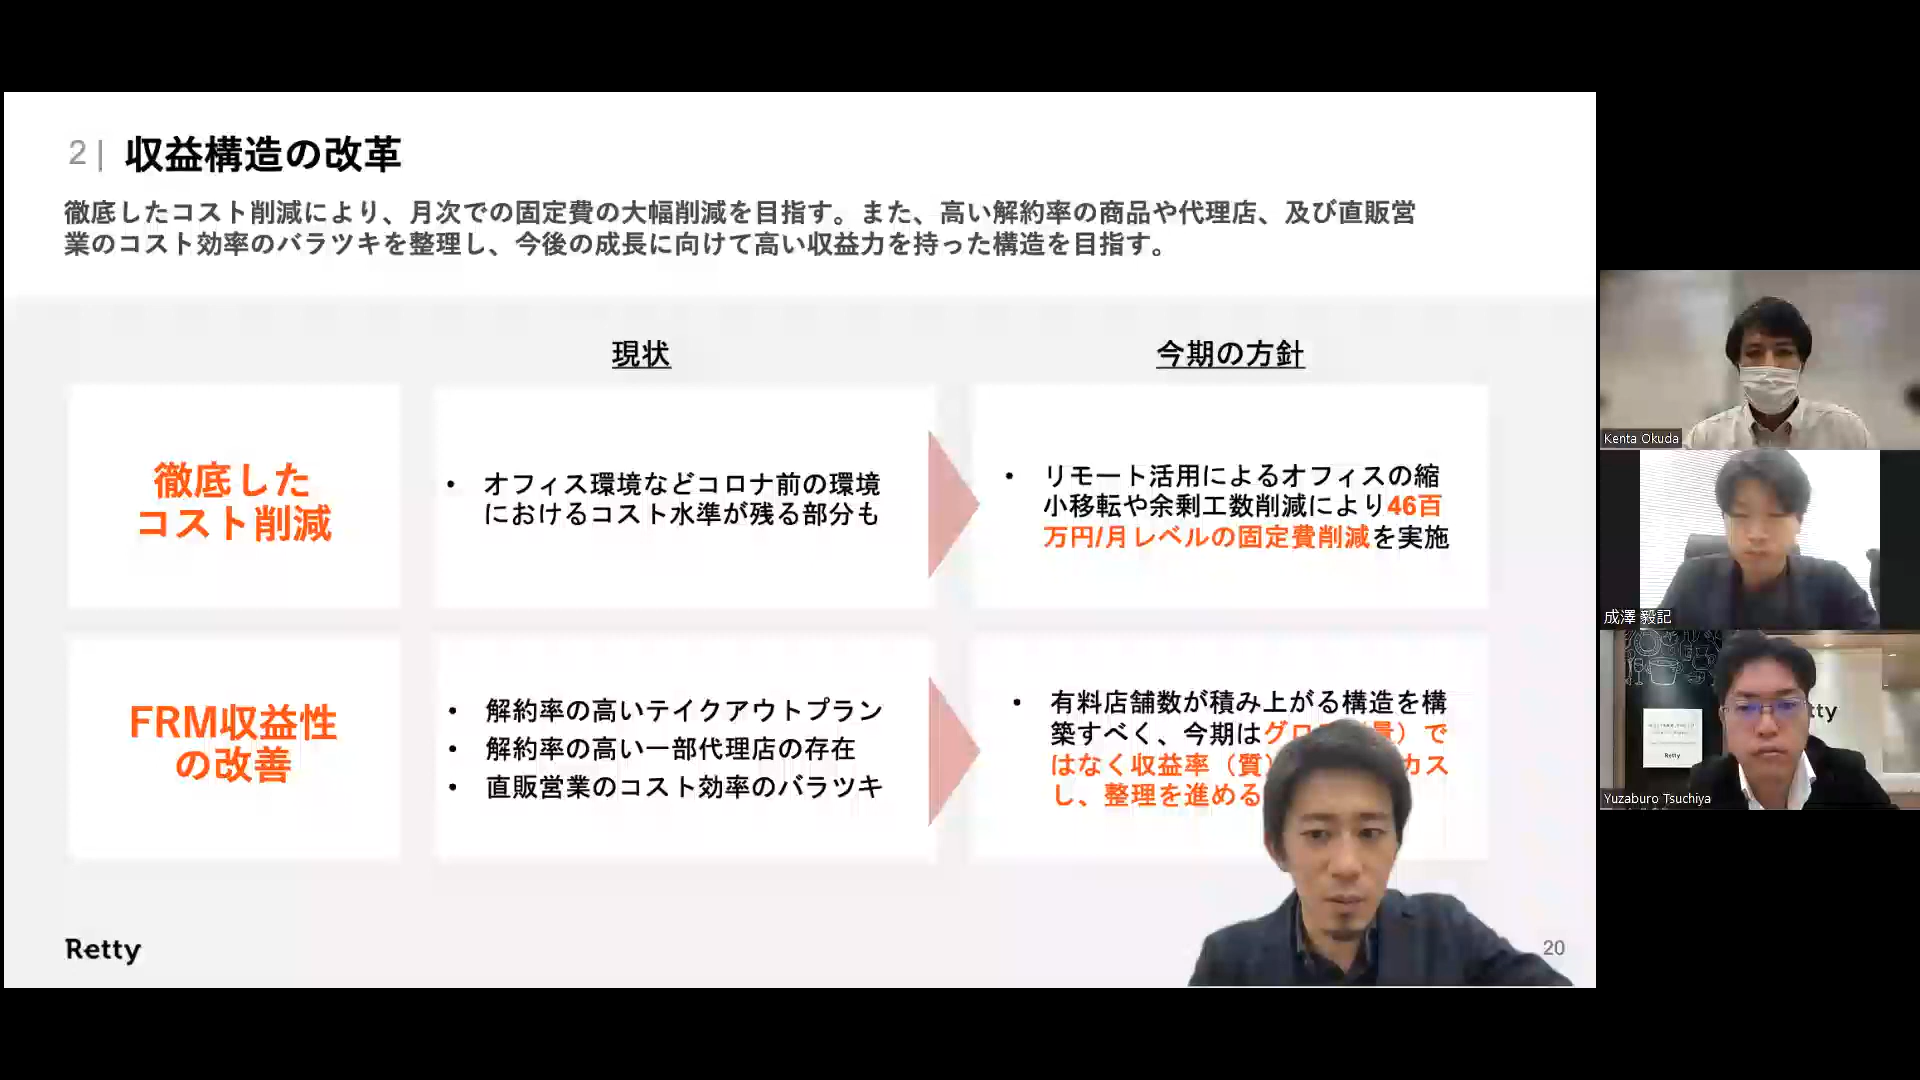 2| 収益構造の改革
徹底したコスト削減により、月次での固定費の大幅削減を目指す。また、高い解約率の商品や代理店、及び直販営
業のコスト効率のバラツキを整理し、今後の成長に向けて高い収益力を持った構造を目指す。
現状
今期の方針
徹底した
コスト削減
• オフィス環境などコロナ前の環境
におけるコスト水準が残る部分も
• リモート活用によるオフィスの縮
小移転や余剰工数削減により46百
万円/月レベルの固定費削減を実施
FRM収益性
の改善
• 解約率の高いテイクアウトプラン
• 解約率の高い一部代理店の存在
• 直販営業のコスト効率のバラツキ
• 有料店舗数が積み上がる構造を構
築すべく、今期はグロ 量）で
はなく収益率（質 カス
し、整理を進める
Retty
20
Kenta Okuda
成澤 毅記
tty
Retty
Yuzaburo Tsuchiya